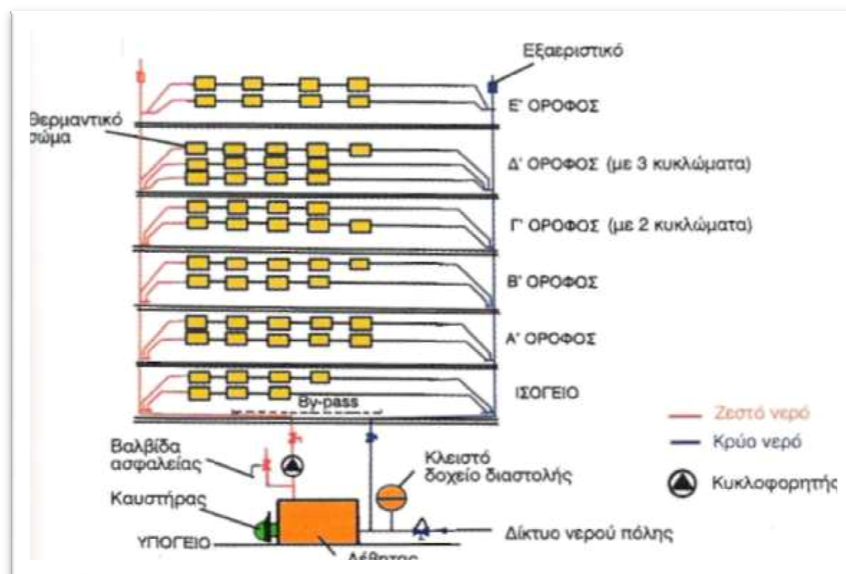 Εξαεριστικό
Ε' ΟΡΟΦΟΣ
θερμαντικό
σώμα
Δ' ΟΡΟΦΟΣ (με 3 κυκλώματα)
Γ' ΟΡΟΦΟΣ (με 2 κυκλώματα)
Β' ΟΡΟΦΟΣ
Α' ΟΡΟΦΟΣ
ΙΣΟΓΕΙΟ
By-pass
Ζεστό νερό
Κρύο νερό
Κυκλοφορητής
Βαλβίδα
ασφαλείας
Κλειστό
δοχείο διαστολής
Καυστήρας
Δίκτυο νερού πόλης
ΥΠΟΓΕΙΟ
Λέβητας